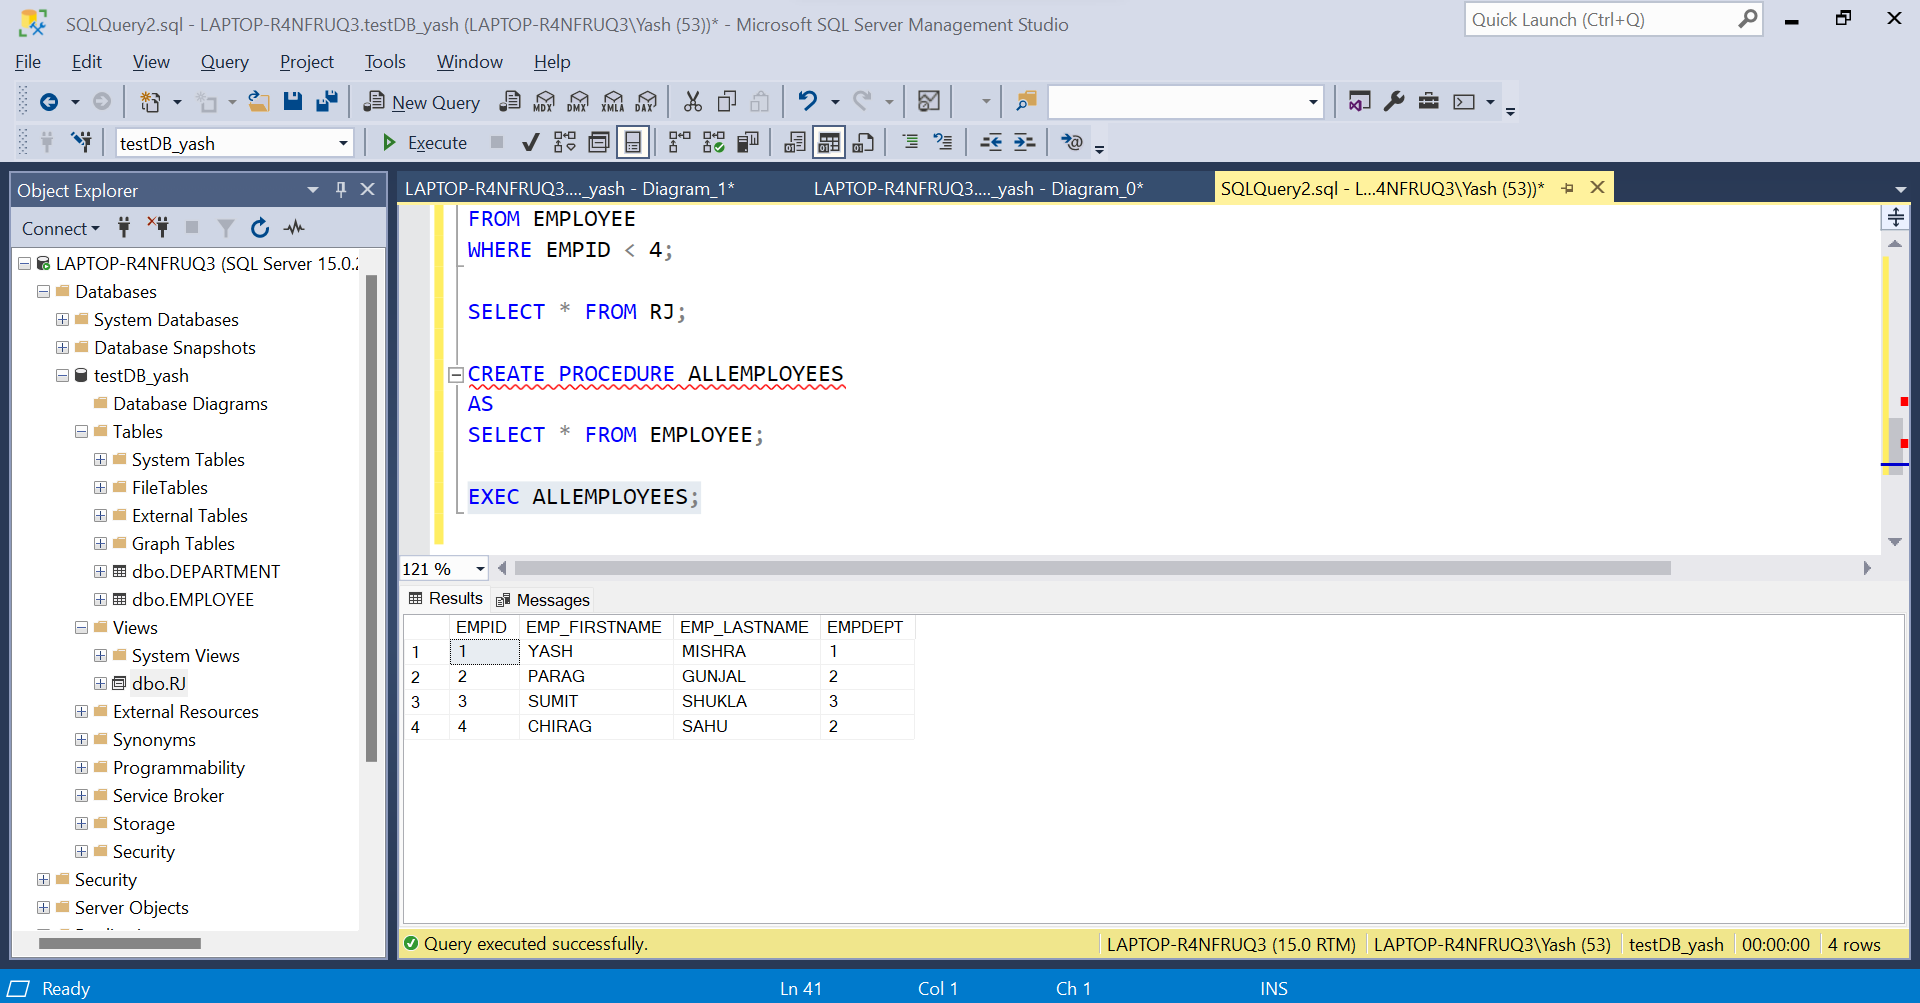 SQLQuery2.sql - LAPTOP-R4NFRUQ3.testDB_yash (LAPTOP-R4NFRUQ3\Yash (53))* - Microsoft SQL Server Management Studio
Quick Launch (Ctrl+Q)
File Edit View Query Project Tools Window Help
New Query MDX DMX XMLA DAX
testDB_yash Execute
Object Explorer
Connect
LAPTOP-R4NFRUQ3 (SQL Server 15.0.2
Databases
System Databases
Database Snapshots
testDB_yash
Database Diagrams
Tables
System Tables
FileTables
External Tables
Graph Tables
dbo.DEPARTMENT
dbo.EMPLOYEE
Views
System Views
dbo.RJ
External Resources
Synonyms
Programmability
Service Broker
Storage
Security
Security
Server Objects
LAPTOP-R4NFRUQ3...._yash - Diagram_1* LAPTOP-R4NFRUQ3...._yash - Diagram_0* SQLQuery2.sql - L...4NFRUQ3\Yash (53))*
FROM EMPLOYEE
WHERE EMPID < 4;
SELECT * FROM RJ;
CREATE PROCEDURE ALLEMPLOYEES
AS
SELECT * FROM EMPLOYEE;
EXEC ALLEMPLOYEES;
121 %
Results Messages
EMPID EMP_FIRSTNAME EMP_LASTNAME EMPDEPT
1 1 YASH MISHRA 1
2 2 PARAG GUNJAL 2
3 3 SUMIT SHUKLA 3
4 4 CHIRAG SAHU 2
Query executed successfully. LAPTOP-R4NFRUQ3 (15.0 RTM) LAPTOP-R4NFRUQ3\Yash (53) testDB_yash 00:00:00 4 rows
Ready Ln 41 Col 1 Ch 1 INS